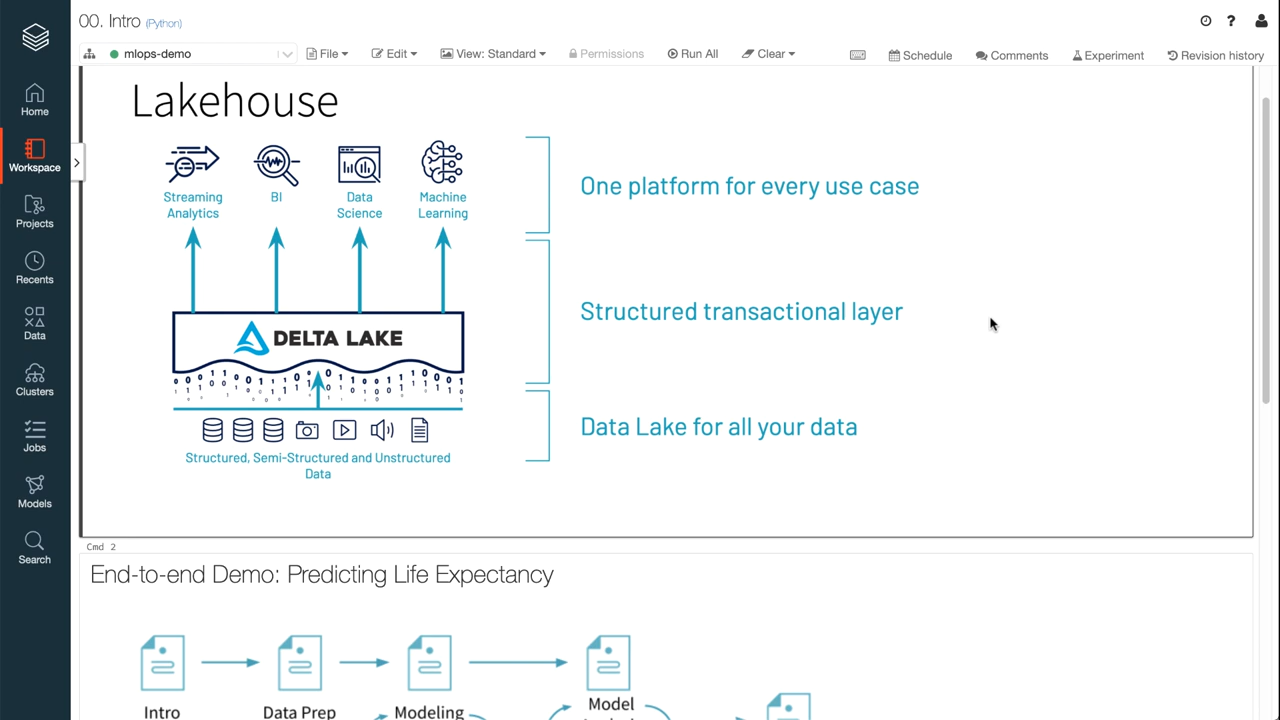 00. Intro (Python)
mlops-demo
File
Edit
View: Standard
Permissions
Run All
Clear
Schedule
Comments
Experiment
Revision history
Home
Workspace
Projects
Recents
Data
Clusters
Jobs
Models
Search
Lakehouse
Streaming
Analytics
BI
Data
Science
Machine
Learning
One platform for every use case
DELTA LAKE
Structured transactional layer
Structured, Semi-Structured and Unstructured
Data
Data Lake for all your data
Cmd 2
End-to-end Demo: Predicting Life Expectancy
Intro
Data Prep
Modeling
Model